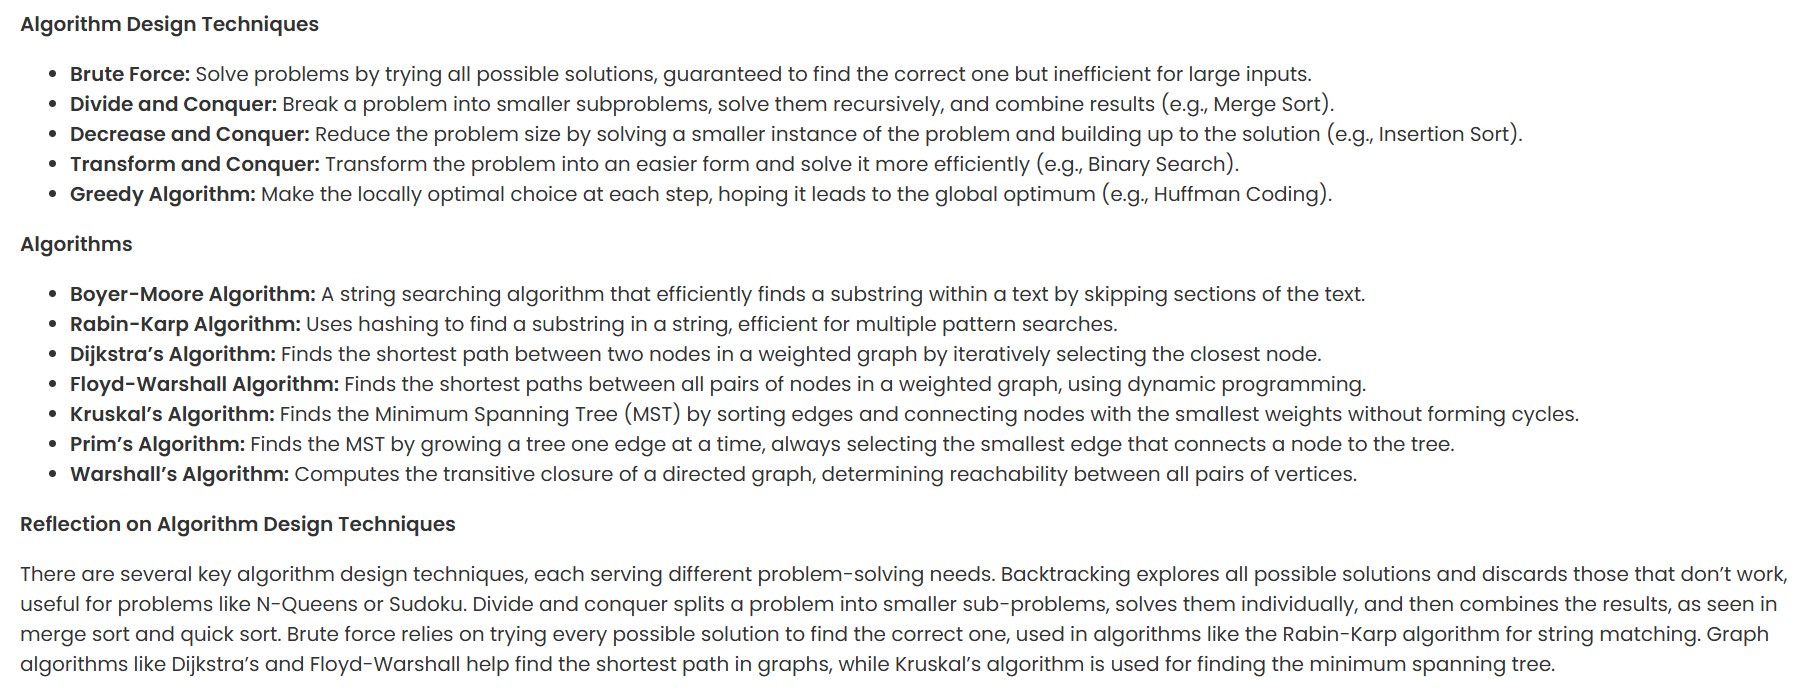 Algorithm Design Techniques
• Brute Force: Solve problems by trying all possible solutions, guaranteed to find the correct one but inefficient for large inputs.
• Divide and Conquer: Break a problem into smaller subproblems, solve them recursively, and combine results (e.g., Merge Sort).
• Decrease and Conquer: Reduce the problem size by solving a smaller instance of the problem and building up to the solution (e.g., Insertion Sort).
• Transform and Conquer: Transform the problem into an easier form and solve it more efficiently (e.g., Binary Search).
• Greedy Algorithm: Make the locally optimal choice at each step, hoping it leads to the global optimum (e.g., Huffman Coding).
Algorithms
• Boyer-Moore Algorithm: A string searching algorithm that efficiently finds a substring within a text by skipping sections of the text.
• Rabin-Karp Algorithm: Uses hashing to find a substring in a string, efficient for multiple pattern searches.
• Dijkstra’s Algorithm: Finds the shortest path between two nodes in a weighted graph by iteratively selecting the closest node.
• Floyd-Warshall Algorithm: Finds the shortest paths between all pairs of nodes in a weighted graph, using dynamic programming.
• Kruskal’s Algorithm: Finds the Minimum Spanning Tree (MST) by sorting edges and connecting nodes with the smallest weights without forming cycles.
• Prim’s Algorithm: Finds the MST by growing a tree one edge at a time, always selecting the smallest edge that connects a node to the tree.
• Warshall’s Algorithm: Computes the transitive closure of a directed graph, determining reachability between all pairs of vertices.
Reflection on Algorithm Design Techniques
There are several key algorithm design techniques, each serving different problem-solving needs. Backtracking explores all possible solutions and discards those that don’t work,
useful for problems like N-Queens or Sudoku. Divide and conquer splits a problem into smaller sub-problems, solves them individually, and then combines the results, as seen in
merge sort and quick sort. Brute force relies on trying every possible solution to find the correct one, used in algorithms like the Rabin-Karp algorithm for string matching. Graph
algorithms like Dijkstra’s and Floyd-Warshall help find the shortest path in graphs, while Kruskal’s algorithm is used for finding the minimum spanning tree.